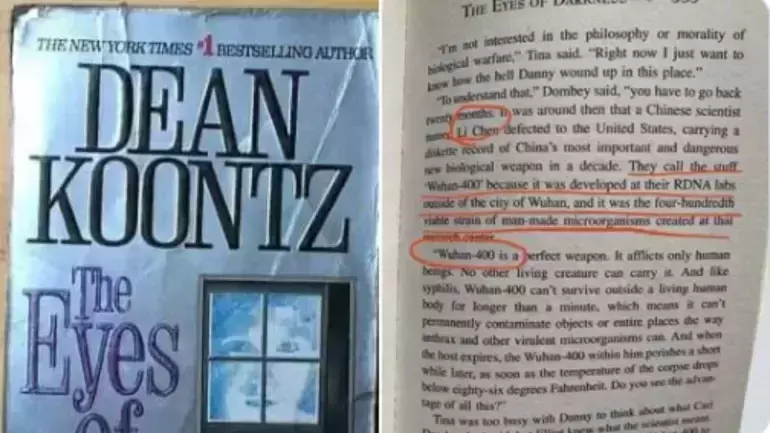 THE NEW YORK TIMES #1 BESTSELLING AUTHOR
DEAN
KOONTZ
The
Eyes
of
THE EYES OF DARKNESS
"I'm not interested in the philosophy or morality of
biological warfare," Tina said. "Right now I just want to
know how the hell Danny wound up in this place."
"To understand that," Dombey said, "you have to go back
twenty months. It was around then that a Chinese scientist
named Li Chen defected to the United States, carrying a
diskette record of China's most important and dangerous
new biological weapon in a decade. They call the stuff
'Wuhan-400' because it was developed at their RDNA labs
outside of the city of Wuhan, and it was the four-hundredth
viable strain of man-made microorganisms created at that
research center.
"Wuhan-400 is a perfect weapon. It afflicts only human
beings. No other living creature can carry it. And like
syphilis, Wuhan-400 can't survive outside a living human
body for longer than a minute, which means it can't
permanently contaminate objects or entire places the way
anthrax and other virulent microorganisms can. And when
the host expires, the Wuhan-400 within him perishes a short
while later, as soon as the temperature of the corpse drops
below eighty-six degrees Fahrenheit. Do you see the advan-
tage of all this?"
Tina was too busy with Danny to think about what Carl
knew what the scientist meant.